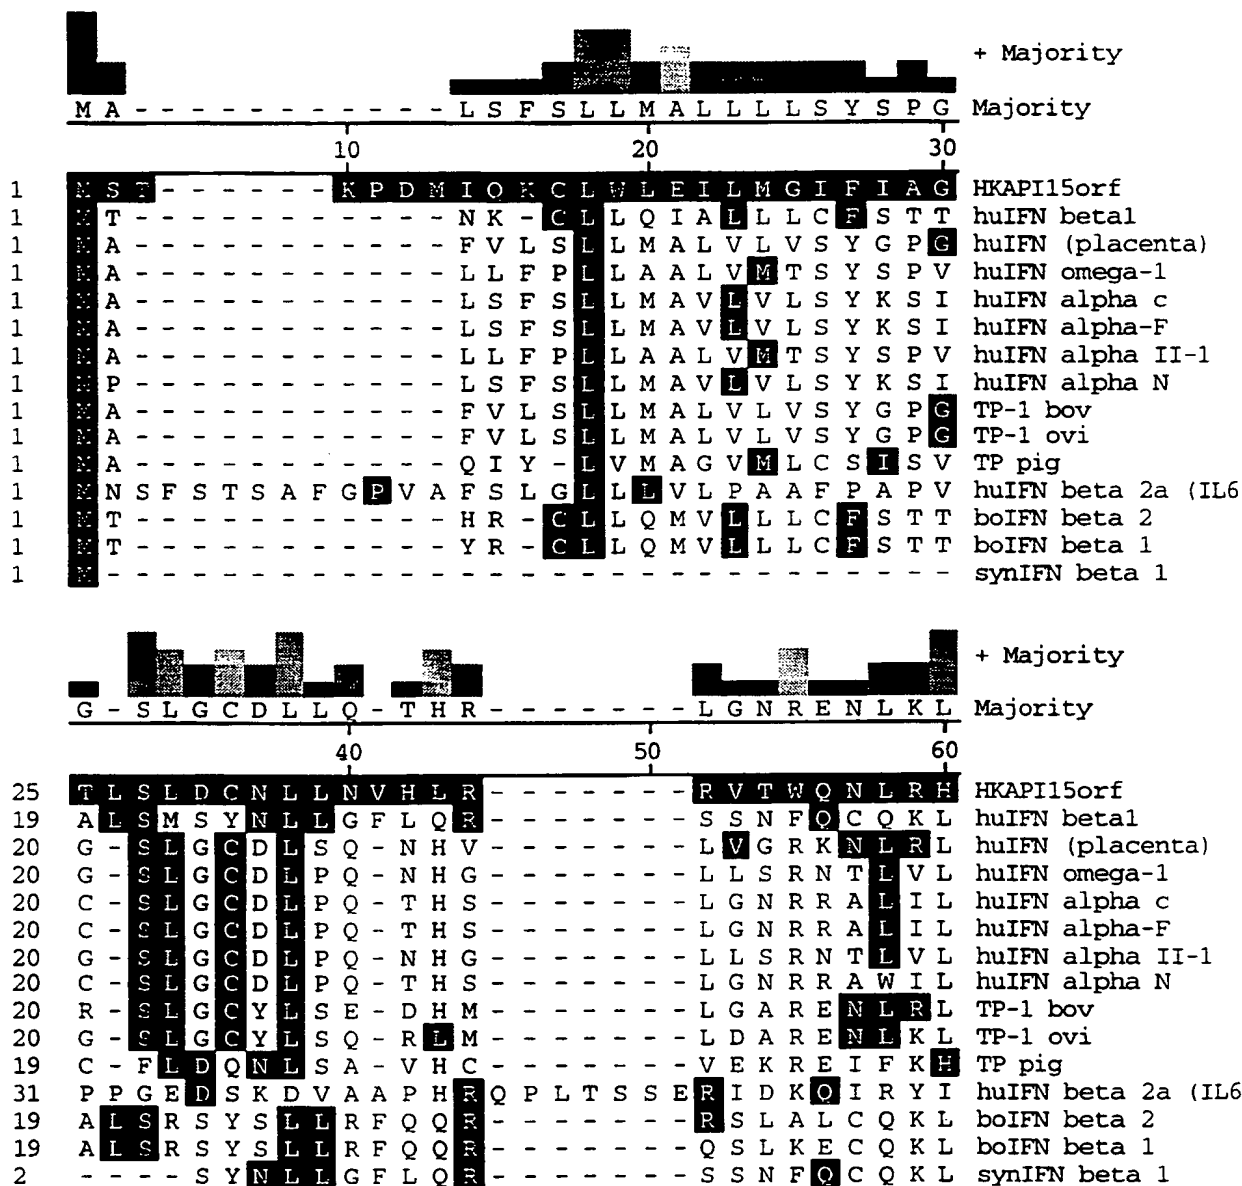 + Majority
M A - - - - - - - - - - - L S F S L L M A L L L L S Y S P G Majority
10 20 30
1 M S T - - - - - - K P D M I Q K C L W L E I L M G I F I A G HKAPI15orf
1 M T - - - - - - - - - - - N K - C L L Q I A L L L C F S T T huIFN beta1
1 M A - - - - - - - - - - - F V L S L L M A L V L V S Y G P G huIFN (placenta)
1 M A - - - - - - - - - - - L L F P L L A A L V M T S Y S P V huIFN omega-1
1 M A - - - - - - - - - - - L S F S L L M A V L V L S Y K S I huIFN alpha c
1 M A - - - - - - - - - - - L S F S L L M A V L V L S Y K S I huIFN alpha-F
1 M A - - - - - - - - - - - L L F P L L A A L V M T S Y S P V huIFN alpha II-1
1 M P - - - - - - - - - - - L S F S L L M A V L V L S Y K S I huIFN alpha N
1 M A - - - - - - - - - - - F V L S L L M A L V L V S Y G P G TP-1 bov
1 M A - - - - - - - - - - - F V L S L L M A L V L V S Y G P G TP-1 ovi
1 M A - - - - - - - - - - - Q I Y - L V M A G V M L C S I S V TP pig
1 M N S F S T S A F G P V A F S L G L L L V L P A A F P A P V huIFN beta 2a (IL6
1 M T - - - - - - - - - - - H R - C L L Q M V L L L C F S T T boIFN beta 2
1 M T - - - - - - - - - - - Y R - C L L Q M V L L L C F S T T boIFN beta 1
1 M - - - - - - - - - - - - - - - - - - - - - - - - - - - - - synIFN beta 1
+ Majority
G - S L G C D L L Q - T H R - - - - - - - L G N R E N L K L Majority
40 50 60
25 T L S L D C N L L N V H L R - - - - - - - R V T W Q N L R H HKAPI15orf
19 A L S M S Y N L L G F L Q R - - - - - - - S S N F Q C Q K L huIFN beta1
20 G - S L G C D L S Q - N H V - - - - - - - L V G R K N L R L huIFN (placenta)
20 G - S L G C D L P Q - N H G - - - - - - - L L S R N T L V L huIFN omega-1
20 C - S L G C D L P Q - T H S - - - - - - - L G N R R A L I L huIFN alpha c
20 C - S L G C D L P Q - T H S - - - - - - - L G N R R A L I L huIFN alpha-F
20 G - S L G C D L P Q - N H G - - - - - - - L L S R N T L V L huIFN alpha II-1
20 C - S L G C D L P Q - T H S - - - - - - - L G N R R A W I L huIFN alpha N
20 R - S L G C Y L S E - D H M - - - - - - - L G A R E N L R L TP-1 bov
20 G - S L G C Y L S Q - R L M - - - - - - - L D A R E N L K L TP-1 ovi
19 C - F L D Q N L S A - V H C - - - - - - - V E K R E I F K H TP pig
31 P P G E D S K D V A A P H R Q P L T S S E R I D K Q I R Y I huIFN beta 2a (IL6
19 A L S R S Y S L L R F Q Q R - - - - - - - R S L A L C Q K L boIFN beta 2
19 A L S R S Y S L L R F Q Q R - - - - - - - Q S L K E C Q K L boIFN beta 1
2 - - - - S Y N L L G F L Q R - - - - - - - S S N F Q C Q K L synIFN beta 1